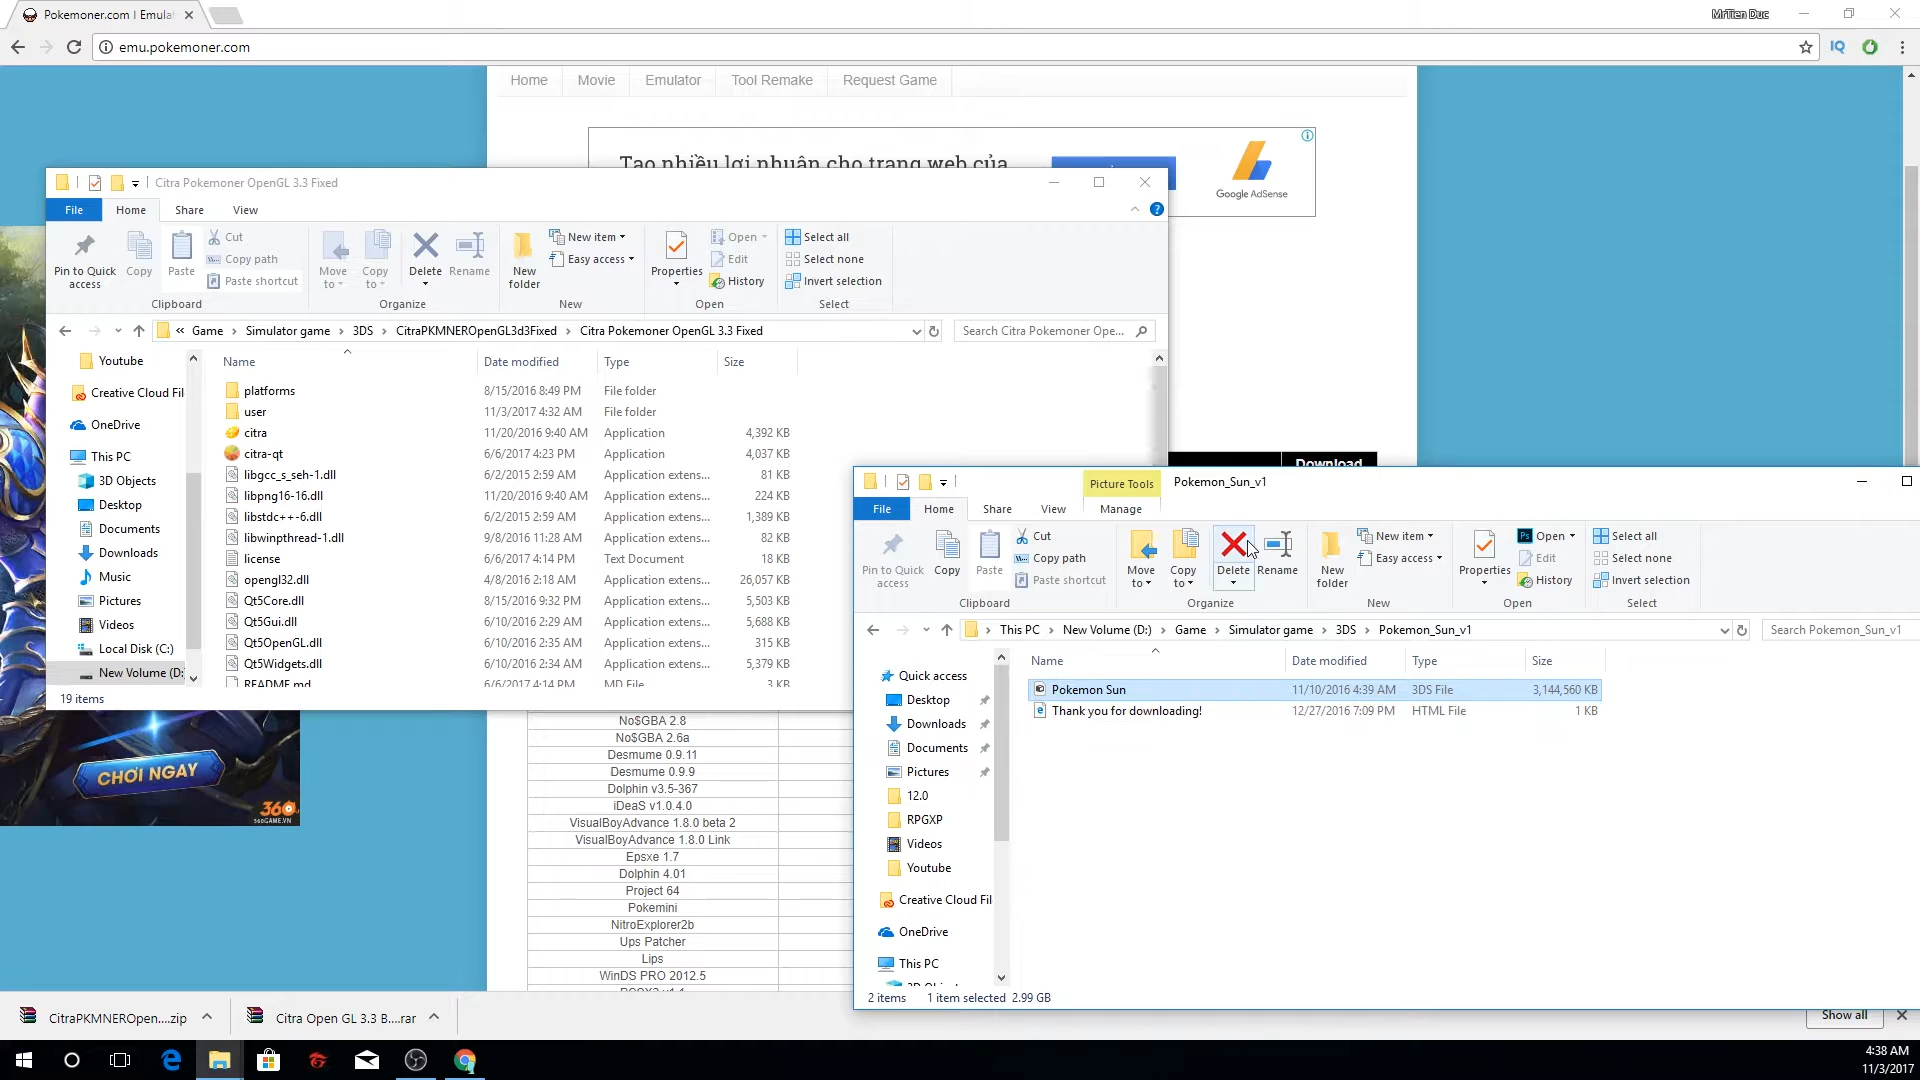 Pokemoner.com | Emula
MrTien Duc
emu.pokemoner.com
IQ
Home
Movie
Emulator
Tool Remake
Request Game
Tạo nhiều lợi nhuận cho trang web của
Google AdSense
Download
Citra Pokemoner OpenGL 3.3 Fixed
File
Home
Share
View
Pin to Quick access
Copy
Paste
Cut
Copy path
Paste shortcut
Clipboard
Move to
Copy to
Delete
Rename
Organize
New folder
New item
Easy access
New
Properties
Open
Edit
History
Open
Select all
Select none
Invert selection
Select
« Game > Simulator game > 3DS > CitraPKMNEROpenGL3d3Fixed > Citra Pokemoner OpenGL 3.3 Fixed
Search Citra Pokemoner Ope...
Youtube
Creative Cloud Fil
OneDrive
This PC
3D Objects
Desktop
Documents
Downloads
Music
Pictures
Videos
Local Disk (C:)
New Volume (D:
Name Date modified Type Size
platforms 8/15/2016 8:49 PM File folder
user 11/3/2017 4:32 AM File folder
citra 11/20/2016 9:40 AM Application 4,392 KB
citra-qt 6/6/2017 4:23 PM Application 4,037 KB
libgcc_s_seh-1.dll 6/2/2015 2:59 AM Application extens... 81 KB
libpng16-16.dll 11/20/2016 9:40 AM Application extens... 224 KB
libstdc++-6.dll 6/2/2015 2:59 AM Application extens... 1,389 KB
libwinpthread-1.dll 9/8/2016 11:28 AM Application extens... 82 KB
license 6/6/2017 4:14 PM Text Document 18 KB
opengl32.dll 4/8/2016 2:18 AM Application extens... 26,057 KB
Qt5Core.dll 8/15/2016 9:32 PM Application extens... 5,503 KB
Qt5Gui.dll 6/10/2016 2:29 AM Application extens... 5,688 KB
Qt5OpenGL.dll 6/10/2016 2:35 AM Application extens... 315 KB
Qt5Widgets.dll 6/10/2016 2:34 AM Application extens... 5,379 KB
README.md 6/6/2017 4:14 PM MD File 3 KB
19 items
Picture Tools
Pokemon_Sun_v1
File
Home
Share
View
Manage
Pin to Quick access
Copy
Paste
Cut
Copy path
Paste shortcut
Clipboard
Move to
Copy to
Delete
Rename
Organize
New folder
New item
Easy access
New
Properties
Ps Open
Edit
History
Open
Select all
Select none
Invert selection
Select
> This PC > New Volume (D:) > Game > Simulator game > 3DS > Pokemon_Sun_v1
Search Pokemon_Sun_v1
Quick access
Desktop
Downloads
Documents
Pictures
12.0
RPGXP
Videos
Youtube
Creative Cloud Fil
OneDrive
This PC
Name Date modified Type Size
Pokemon Sun 11/10/2016 4:39 AM 3DS File 3,144,560 KB
Thank you for downloading! 12/27/2016 7:09 PM HTML File 1 KB
2 items 1 item selected 2.99 GB
No$GBA 2.8
No$GBA 2.6a
Desmume 0.9.11
Desmume 0.9.9
Dolphin v3.5-367
iDeaS v1.0.4.0
VisualBoyAdvance 1.8.0 beta 2
VisualBoyAdvance 1.8.0 Link
Epsxe 1.7
Dolphin 4.01
Project 64
Pokemini
NitroExplorer2b
Ups Patcher
Lips
WinDS PRO 2012.5
CHƠI NGAY
360
360GAME.VN
CitraPKMNEROpen....zip
Citra Open GL 3.3 B....rar
Show all
4:38 AM
11/3/2017